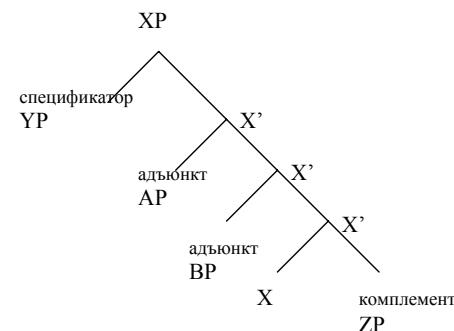 XP
спецификатор
YP
X’
адъюнкт
AP
X’
адъюнкт
BP
X’
X
комплемент
ZP